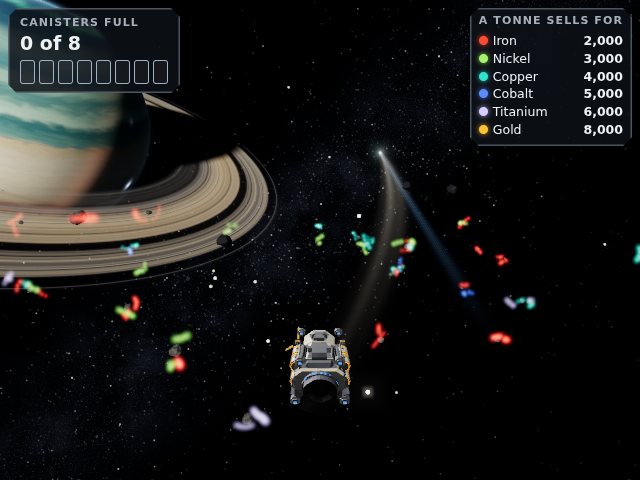 CANISTERS FULL
0 of 8
A TONNE SELLS FOR
Iron 2,000
Nickel 3,000
Copper 4,000
Cobalt 5,000
Titanium 6,000
Gold 8,000